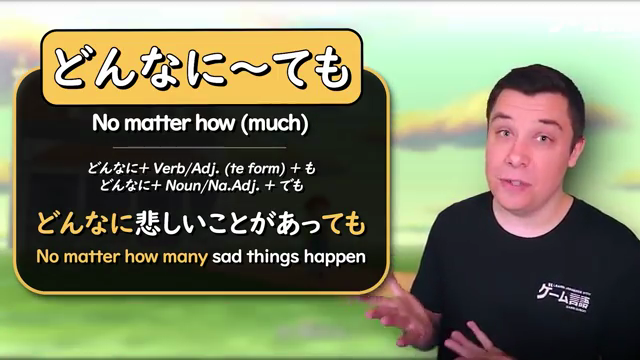 どんなに～ても
No matter how (much)
どんなに+ Verb/Adj. (te form) + も
どんなに+ Noun/Na.Adj. + でも
どんなに悲しいことがあっても
No matter how many sad things happen
ゲーム言語